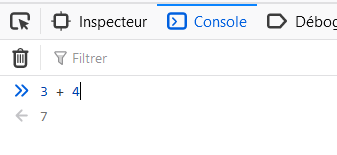 Inspecteur Console Débog
Filtrer
3 + 4
7